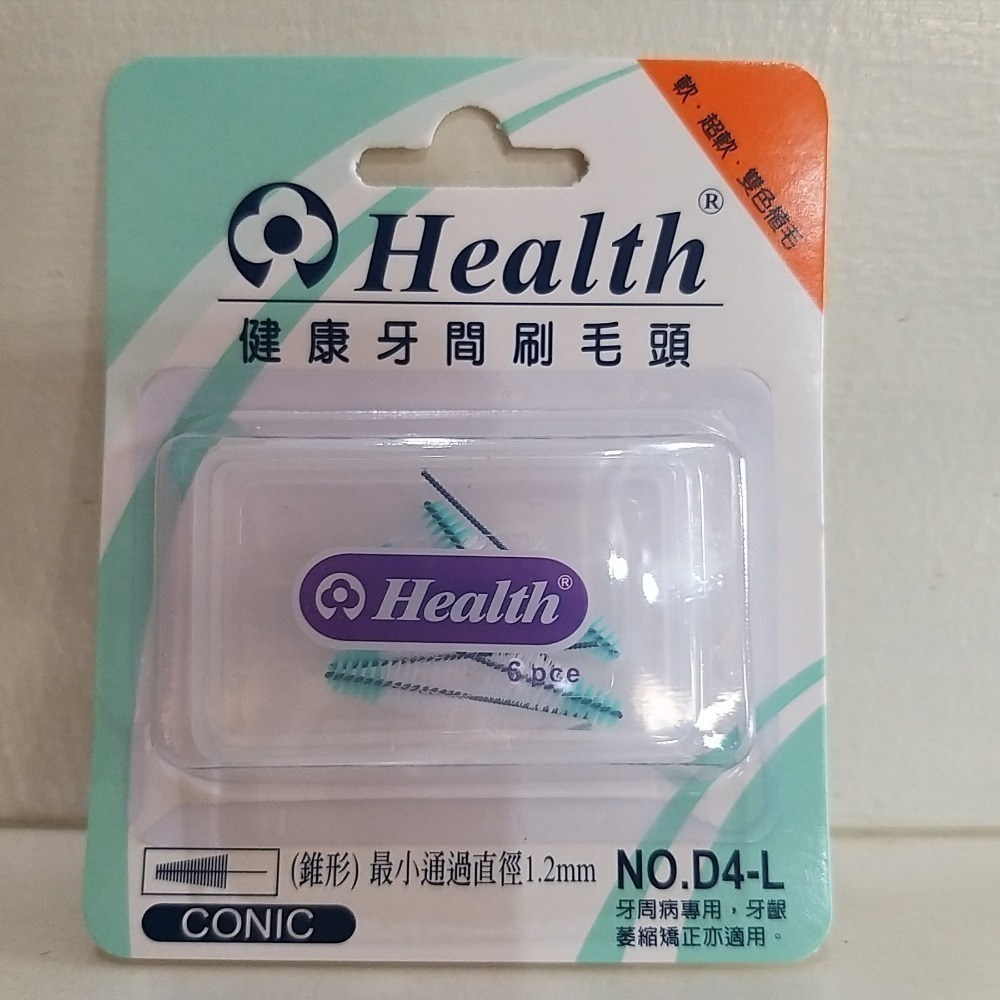 軟．超軟．雙色植毛
Health®
健康牙間刷毛頭
Health®
6 pce
(錐形) 最小通過直徑1.2mm
CONIC
NO.D4-L
牙周病專用，牙齦
萎縮矯正亦適用。